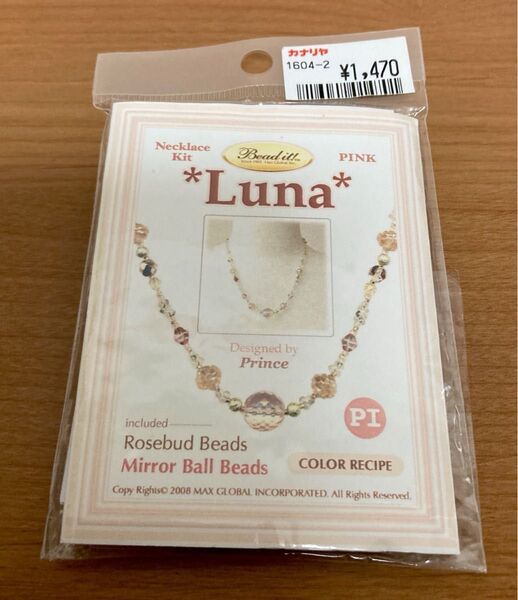 カナリヤ
1604-2 ¥1,470
Necklace Kit
Bead it!
PINK
*Luna*
Designed by
Prince
PI
included
Rosebud Beads
Mirror Ball Beads
COLOR RECIPE
Copy Rights© 2008 MAX GLOBAL INCORPORATED. All Rights Reserved.